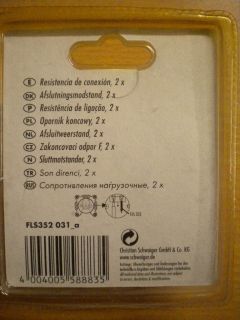 E Resistencia de conexión, 2 x
DK Afslutningsmodstand, 2 x
P Resistência de ligação, 2 x
PL Opornik koncowy, 2 x
NL Afsluitweerstand, 2 x
CZ Zakoncovaci odpor F, 2 x
N Sluttmotstander, 2 x
TR Son direnci, 2 x
RUS Сопротивления нагрузочные, 2 x
FLS352 031_a
4 004005 588835
Christian Schwaiger GmbH & Co. KG
www.schwaiger.de